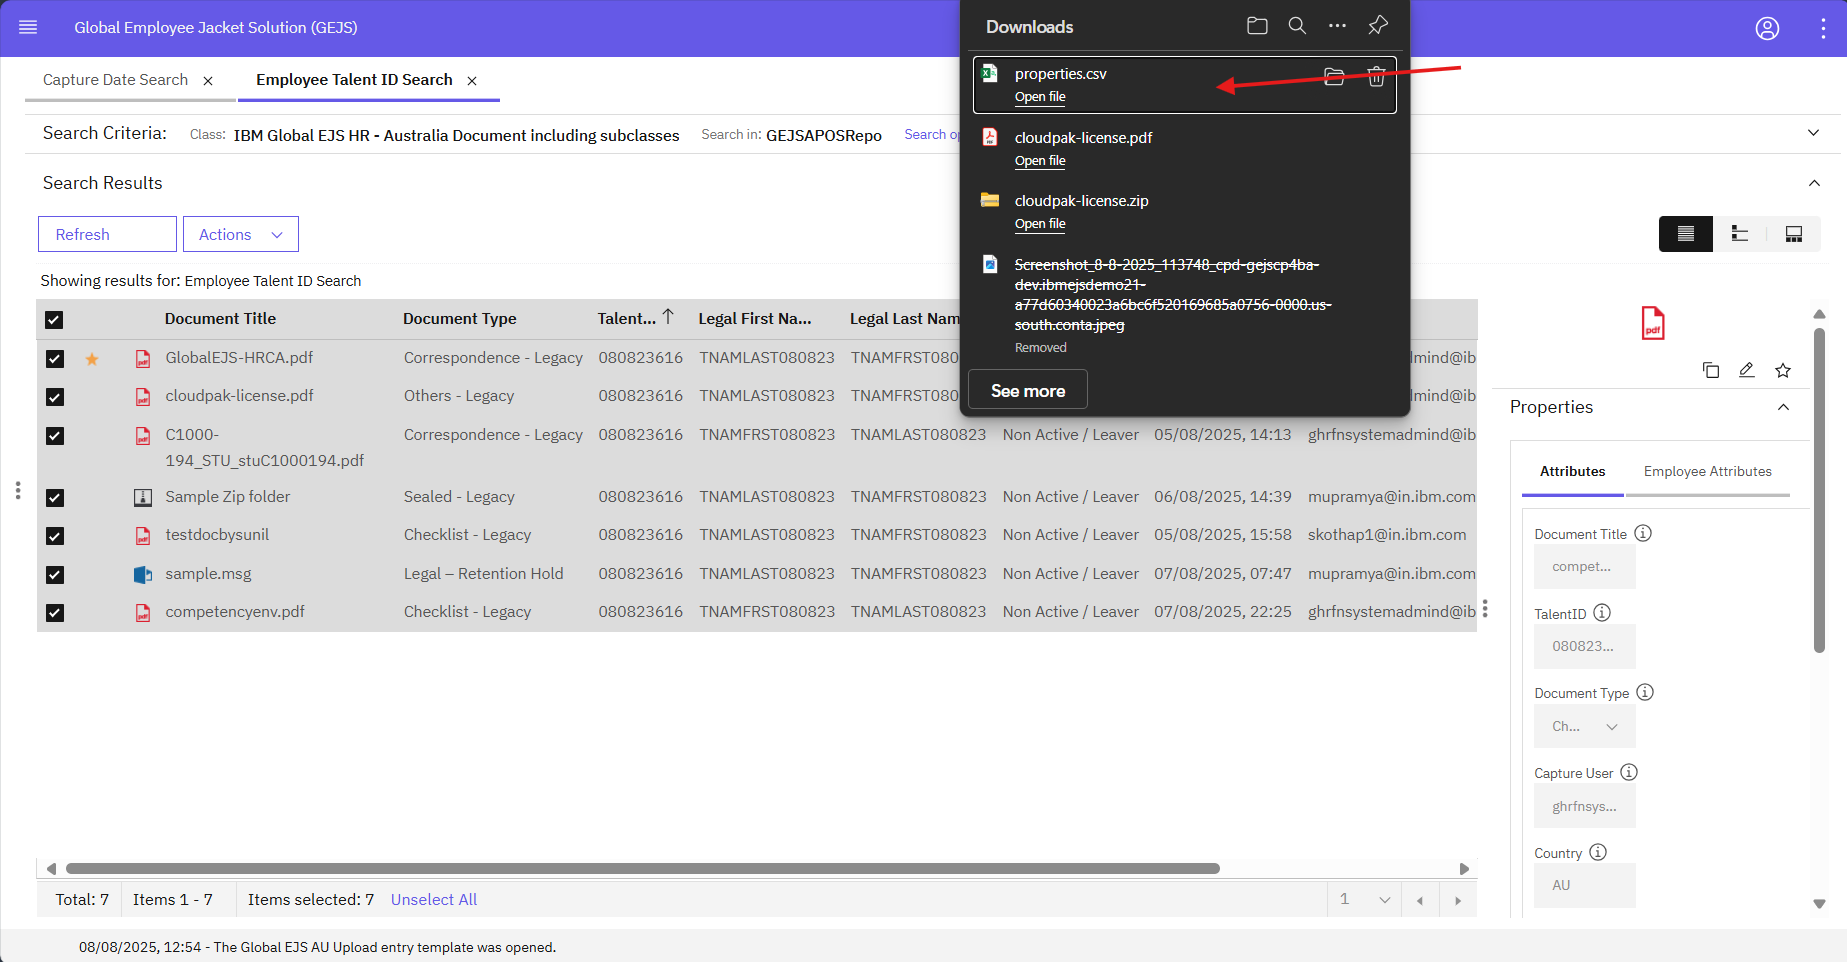 Global Employee Jacket Solution (GEJS)
Downloads
Capture Date Search
Employee Talent ID Search
properties.csv
Open file
cloudpak-license.pdf
Open file
cloudpak-license.zip
Open file
Screenshot_8-8-2025_113748_cpd-gejscp4ba-
dev.ibmejsdemo21-
a77d60340023a6bc6f520169685a0756-0000.us-
south.conta.jpeg
Removed
See more
Search Criteria: Class: IBM Global EJS HR - Australia Document including subclasses Search in: GEJSAPOSRepo Search op
Search Results
Refresh
Actions
Showing results for: Employee Talent ID Search
Document Title Document Type Talent... Legal First Na... Legal Last Nam
GlobalEJS-HRCA.pdf Correspondence - Legacy 080823616 TNAMLAST080823 TNAMFRST080 dmind@ib
cloudpak-license.pdf Others - Legacy 080823616 TNAMLAST080823 TNAMFRST080 dmind@ib
C1000- Correspondence - Legacy 080823616 TNAMFRST080823 TNAMLAST080823 Non Active / Leaver 05/08/2025, 14:13 ghrfnsystemadmind@ib
194_STU_stuC1000194.pdf
Sample Zip folder Sealed - Legacy 080823616 TNAMLAST080823 TNAMFRST080823 Non Active / Leaver 06/08/2025, 14:39 mupramya@in.ibm.com
testdocbysunil Checklist - Legacy 080823616 TNAMLAST080823 TNAMFRST080823 Non Active / Leaver 05/08/2025, 15:58 skothap1@in.ibm.com
sample.msg Legal – Retention Hold 080823616 TNAMLAST080823 TNAMFRST080823 Non Active / Leaver 07/08/2025, 07:47 mupramya@in.ibm.com
competencyenv.pdf Checklist - Legacy 080823616 TNAMFRST080823 TNAMLAST080823 Non Active / Leaver 07/08/2025, 22:25 ghrfnsystemadmind@ib
pdf
Properties
Attributes Employee Attributes
Document Title
compet...
TalentID
080823...
Document Type
Ch...
Capture User
ghrfnsys...
Country
AU
Total: 7 Items 1 - 7 Items selected: 7 Unselect All 1
08/08/2025, 12:54 - The Global EJS AU Upload entry template was opened.